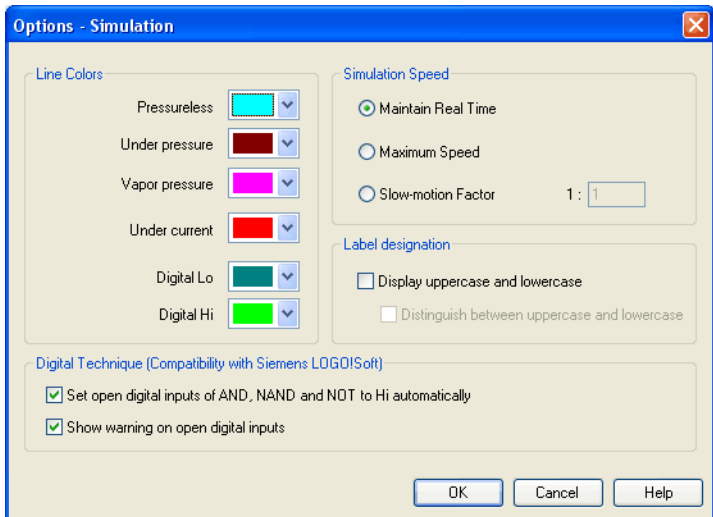 Options - Simulation
Line Colors
Pressureless
Under pressure
Vapor pressure
Under current
Digital Lo
Digital Hi
Simulation Speed
Maintain Real Time
Maximum Speed
Slow-motion Factor 1 : 1
Label designation
Display uppercase and lowercase
Distinguish between uppercase and lowercase
Digital Technique (Compatibility with Siemens LOGO!Soft)
Set open digital inputs of AND, NAND and NOT to Hi automatically
Show warning on open digital inputs
OK Cancel Help